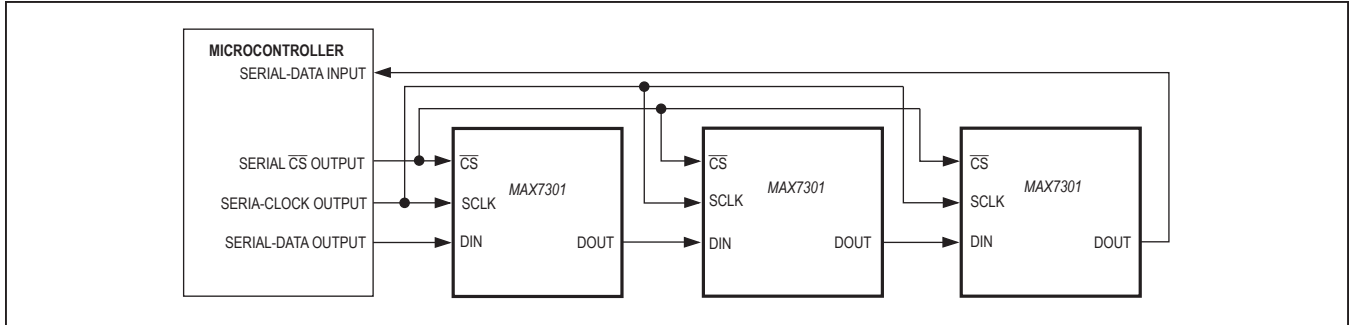 MICROCONTROLLER
SERIAL-DATA INPUT
SERIAL CS OUTPUT
SERIA-CLOCK OUTPUT
SERIAL-DATA OUTPUT
CS
MAX7301
SCLK
DIN
DOUT
CS
MAX7301
SCLK
DIN
DOUT
CS
MAX7301
SCLK
DIN
DOUT